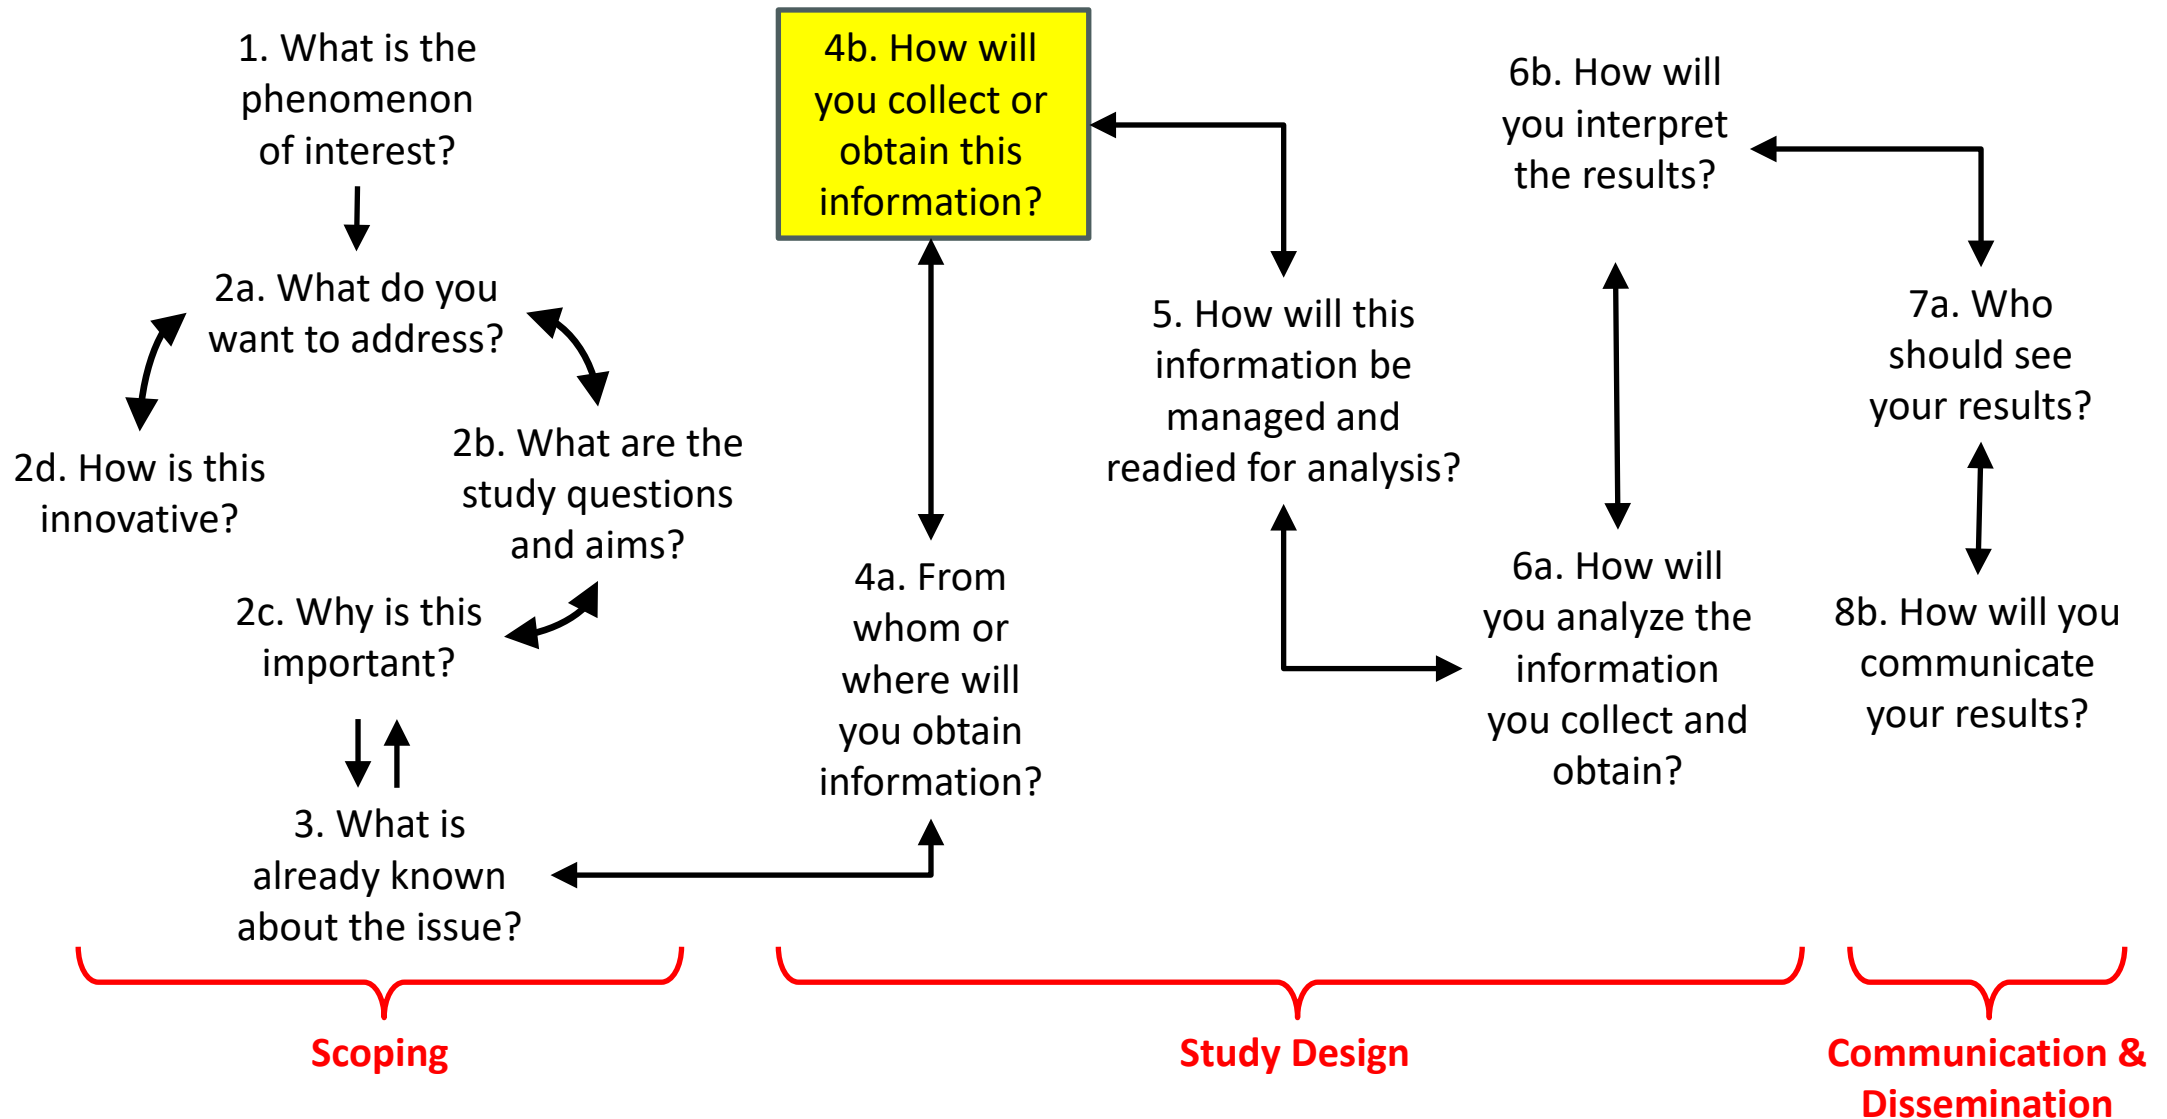 1. What is the
phenomenon
of interest?
2a. What do you
want to address?
2d. How is this
innovative?
2b. What are the
study questions
and aims?
2c. Why is this
important?
3. What is
already known
about the issue?
4b. How will
you collect or
obtain this
information?
4a. From
whom or
where will
you obtain
information?
5. How will this
information be
managed and
readied for analysis?
6b. How will
you interpret
the results?
6a. How will
you analyze the
information
you collect and
obtain?
7a. Who
should see
your results?
8b. How will you
communicate
your results?
Scoping
Study Design
Communication &
Dissemination